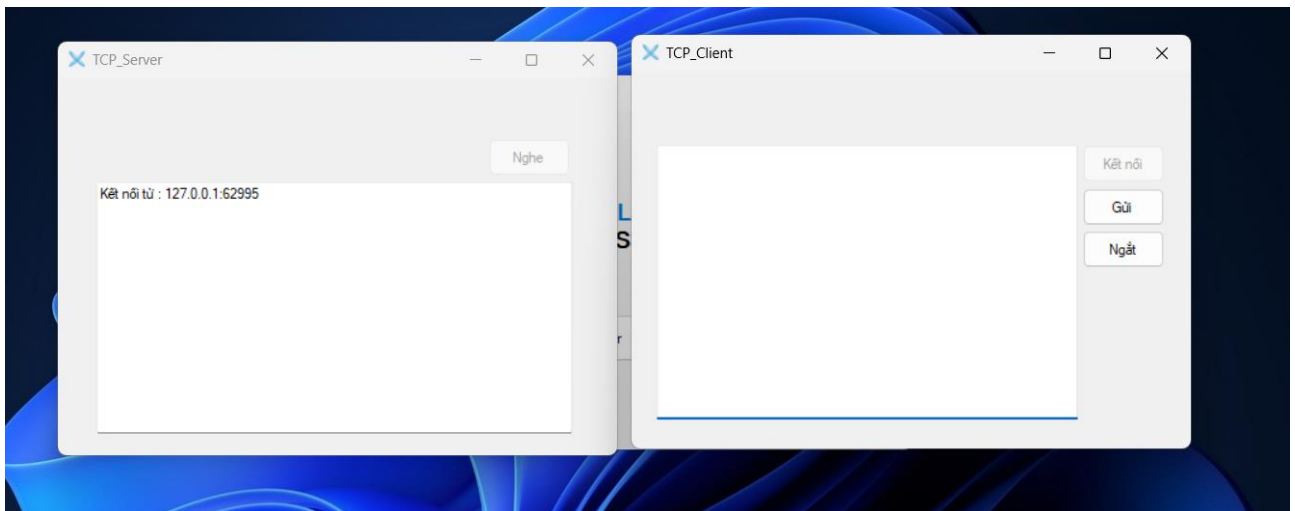 TCP_Server
Nghe
Kết nối từ : 127.0.0.1:62995
L
S
r
TCP_Client
Kết nối
Gửi
Ngắt